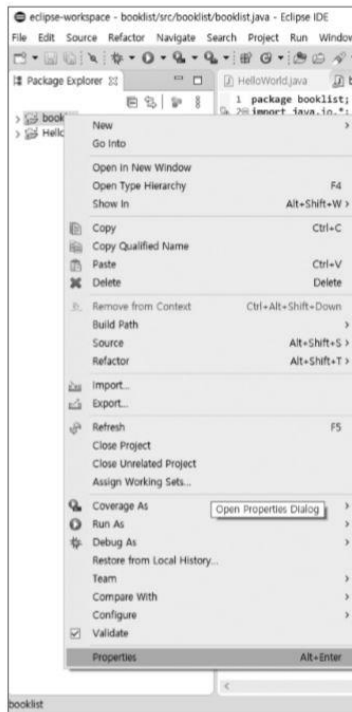 eclipse-workspace - booklist/src/booklist/booklist.java - Eclipse IDE
File Edit Source Refactor Navigate Search Project Run Window
Package Explorer
HelloWorld.java
1 package booklist;
2 import java.io.*;
New
Go Into
Open in New Window
Open Type Hierarchy F4
Show In Alt+Shift+W >
Copy Ctrl+C
Copy Qualified Name
Paste Ctrl+V
Delete Delete
Remove from Context Ctrl+Alt+Shift+Down
Build Path
Source Alt+Shift+S >
Refactor Alt+Shift+T >
Import...
Export...
Refresh F5
Close Project
Close Unrelated Project
Assign Working Sets...
Coverage As
Open Properties Dialog
Run As
Debug As
Restore from Local History...
Team
Compare With
Configure
Validate
Properties Alt+Enter
booklist